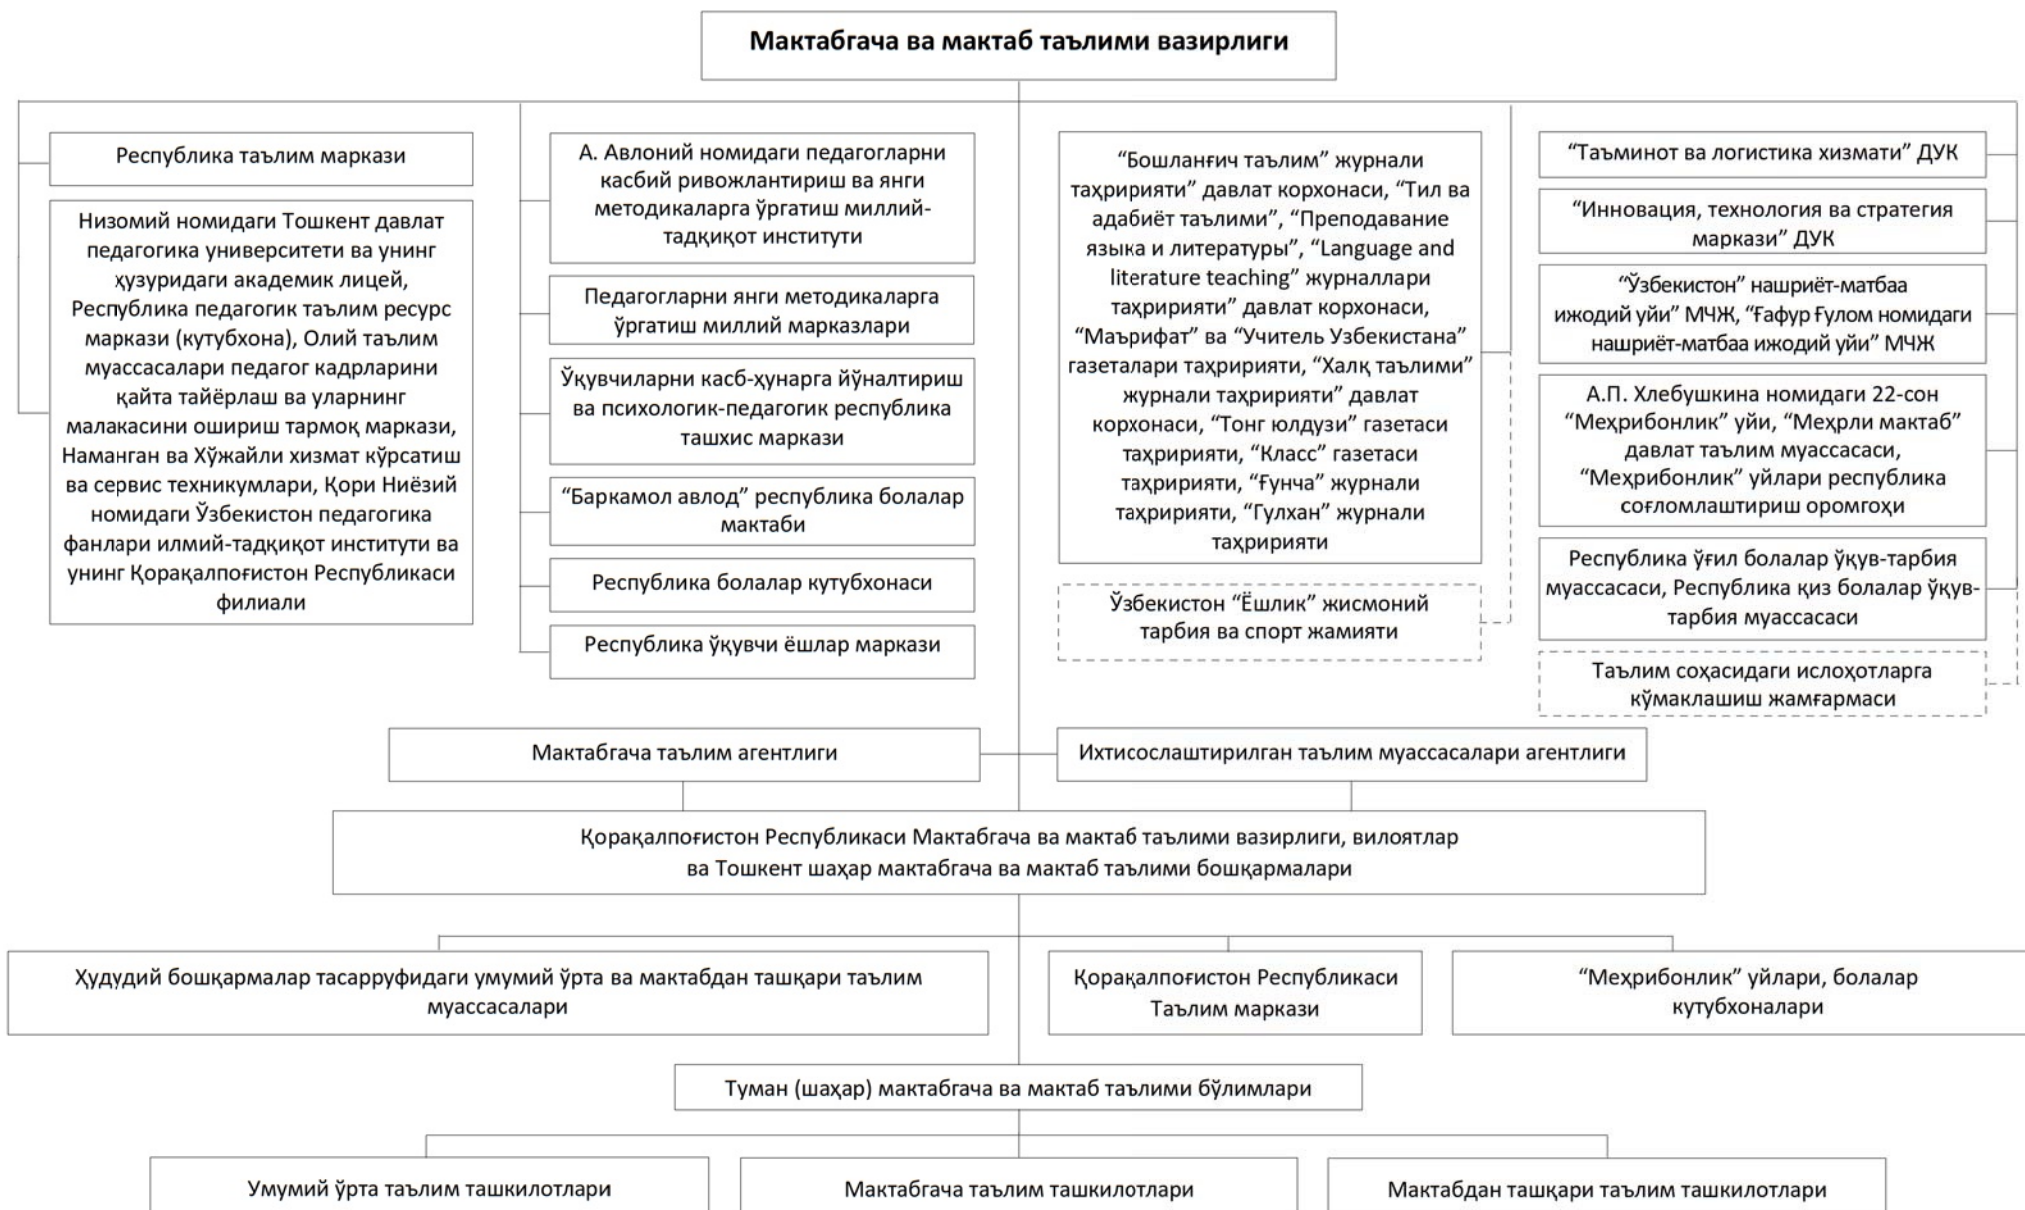 Мактабгача ва мактаб таълими вазирлиги
Республика таълим маркази
Низомий номидаги Тошкент давлат
педагогика университети ва унинг
ҳузуридаги академик лицей,
Республика педагогик таълим ресурс
маркази (кутубхона), Олий таълим
муассасалари педагог кадрларини
қайта тайёрлаш ва уларнинг
малакасини ошириш тармоқ маркази,
Наманган ва Хўжайли хизмат кўрсатиш
ва сервис техникумлари, Қори Ниёзий
номидаги Ўзбекистон педагогика
фанлари илмий-тадқиқот институти ва
унинг Қорақалпоғистон Республикаси
филиали
А. Авлоний номидаги педагогларни
касбий ривожлантириш ва янги
методикаларга ўргатиш миллий-
тадқиқот институти
Педагогларни янги методикаларга
ўргатиш миллий марказлари
Ўқувчиларни касб-ҳунарга йўналтириш
ва психологик-педагогик республика
ташхис маркази
“Баркамол авлод” республика болалар
мактаби
Республика болалар кутубхонаси
Республика ўқувчи ёшлар маркази
“Бошланғич таълим” журнали
таҳририяти” давлат корхонаси, “Тил ва
адабиёт таълими”, “Преподавание
языка и литературы”, “Language and
literature teaching” журналлари
таҳририяти” давлат корхонаси,
“Маърифат” ва “Учитель Узбекистана”
газеталари таҳририяти, “Халқ таълими”
журнали таҳририяти” давлат
корхонаси, “Тонг юлдузи” газетаси
таҳририяти, “Класс” газетаси
таҳририяти, “Ғунча” журнали
таҳририяти, “Гулхан” журнали
таҳририяти
Ўзбекистон “Ёшлик” жисмоний
тарбия ва спорт жамияти
“Таъминот ва логистика хизмати” ДУК
“Инновация, технология ва стратегия
маркази” ДУК
“Ўзбекистон” нашриёт-матбаа
ижодий уйи” МЧЖ, “Ғафур Ғулом номидаги
нашриёт-матбаа ижодий уйи” МЧЖ
А.П. Хлебушкина номидаги 22-сон
“Меҳрибонлик” уйи, “Меҳрли мактаб”
давлат таълим муассасаси,
“Меҳрибонлик” уйлари республика
соғломлаштириш оромгоҳи
Республика ўғил болалар ўқув-тарбия
муассасаси, Республика қиз болалар ўқув-
тарбия муассасаси
Таълим соҳасидаги ислоҳотларга
кўмаклашиш жамғармаси
Мактабгача таълим агентлиги
Ихтисослаштирилган таълим муассасалари агентлиги
Қорақалпоғистон Республикаси Мактабгача ва мактаб таълими вазирлиги, вилоятлар
ва Тошкент шаҳар мактабгача ва мактаб таълими бошқармалари
Ҳудудий бошқармалар тасарруфидаги умумий ўрта ва мактабдан ташқари таълим
муассасалари
Қорақалпоғистон Республикаси
Таълим маркази
“Меҳрибонлик” уйлари, болалар
кутубхоналари
Туман (шаҳар) мактабгача ва мактаб таълими бўлимлари
Умумий ўрта таълим ташкилотлари
Мактабгача таълим ташкилотлари
Мактабдан ташқари таълим ташкилотлари